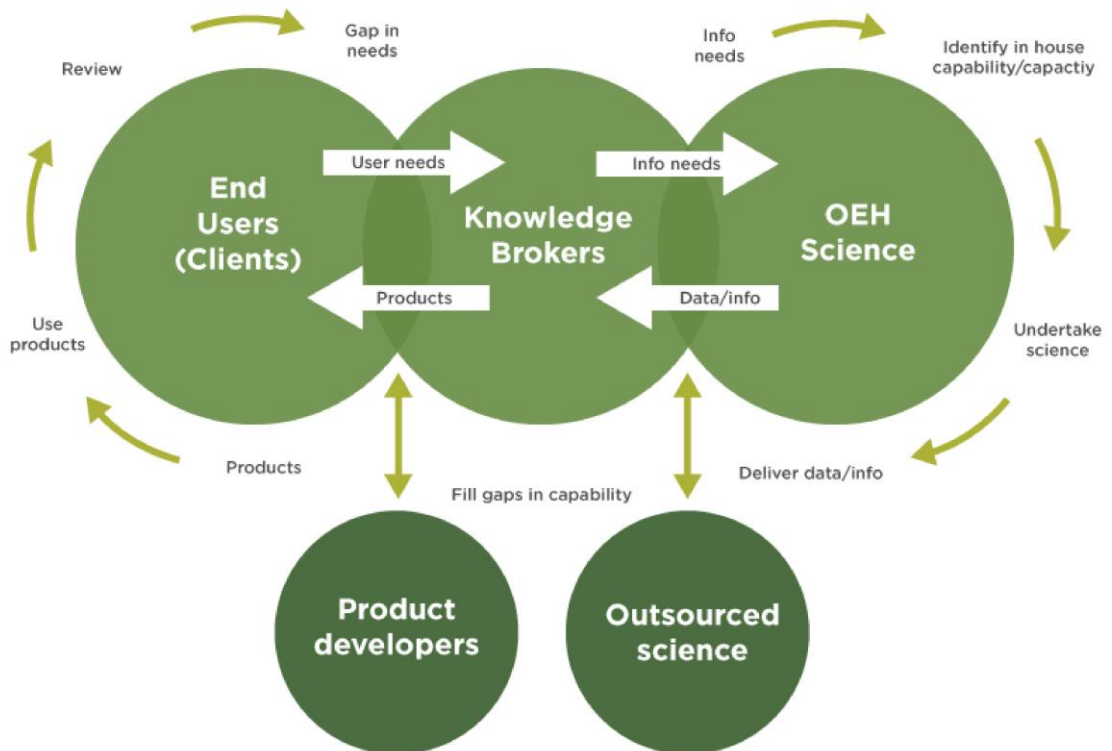 Gap in
needs
Info
needs
Identify in house
capability/capactiy
Review
User needs
Info needs
End
Users
(Clients)
Knowledge
Brokers
OEH
Science
Products
Data/info
Use
products
Undertake
science
Products
Deliver data/info
Fill gaps in capability
Product
developers
Outsourced
science